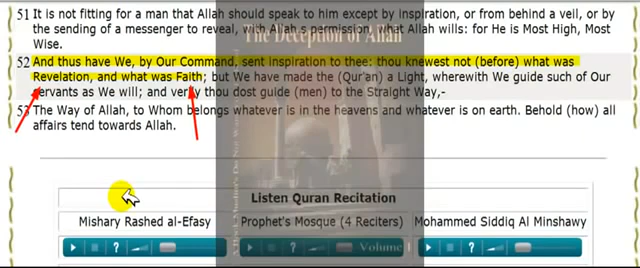 51 It is not fitting for a man that Allah should speak to him except by inspiration, or from behind a veil, or by
the sending of a messenger to reveal, with Allah s permission, what Allah wills: for He is Most High, Most
Wise.
52 And thus have We, by Our Command, sent inspiration to thee: thou knewest not (before) what was
Revelation, and what was Faith; but We have made the (Qur'an) a Light, wherewith We guide such of Our
servants as We will; and verily thou dost guide (men) to the Straight Way,-
53 The Way of Allah, to Whom belongs whatever is in the heavens and whatever is on earth. Behold (how) all
affairs tend towards Allah.
The Deception of Allah
Listen Quran Recitation
Mishary Rashed al-Efasy Prophet's Mosque (4 Reciters) Mohammed Siddiq Al Minshawy
? ? ?
Volume 1